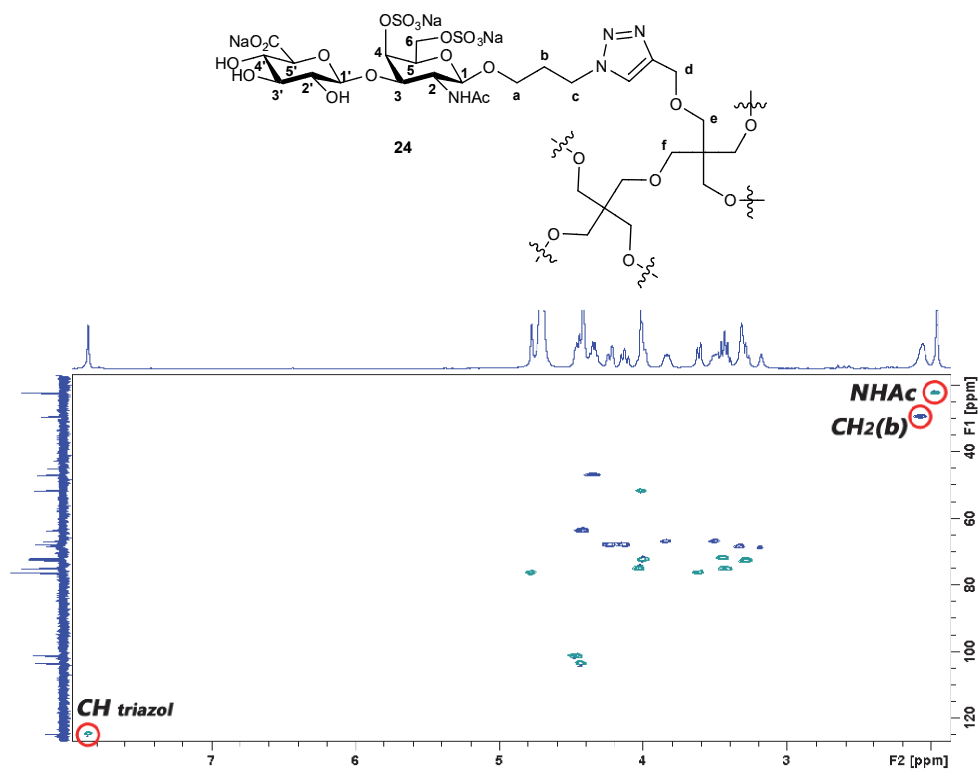 OSO₃Na
OSO₃Na
NaO₂C
HO
HO
OH
O
O
O
NHAc
O
4' 5' 3' 2' 1'
4 6 5 3 2 1
a b c d e f
N N N
O
O
O
O
O
O
O
24
NHAc
CH2(b)
CH triazol
40
60
80
100
120
F1 [ppm]
7 6 5 4 3 F2 [ppm]